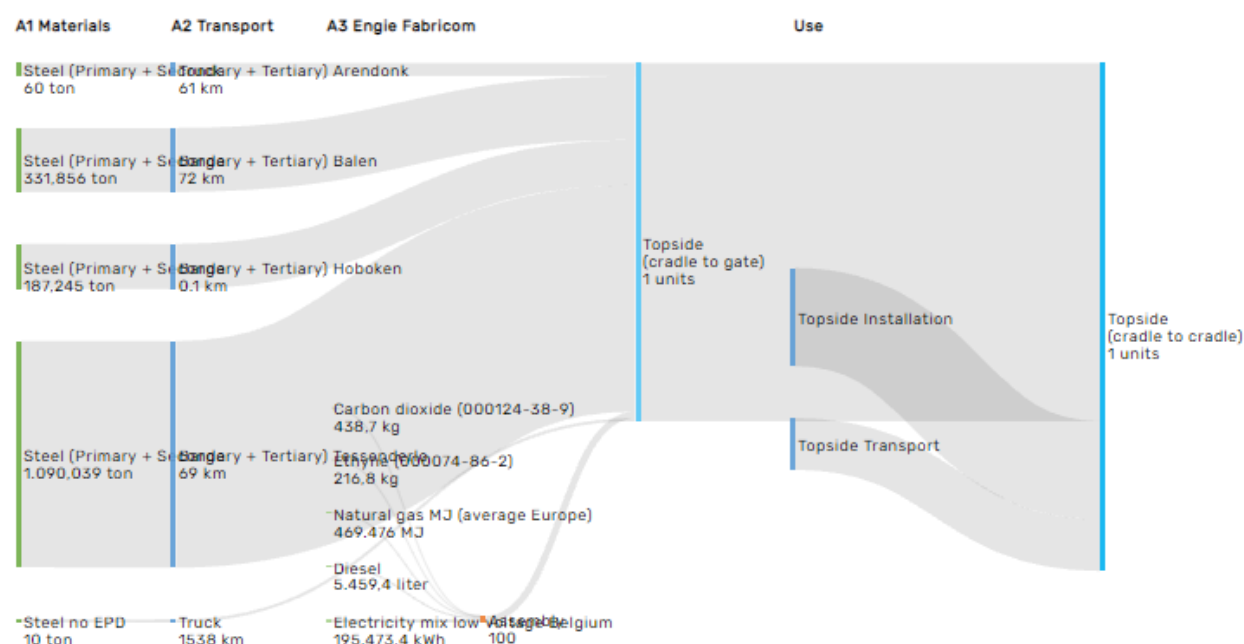 A1 Materials
A2 Transport
A3 Engie Fabricom
Use
Steel (Primary + Secondary + Tertiary) Arendonk
60 ton
Truck
61 km
Steel (Primary + Secondary + Tertiary) Balen
331,856 ton
Barge
72 km
Steel (Primary + Secondary + Tertiary) Hoboken
187,245 ton
Barge
0.1 km
Topside
(cradle to gate)
1 units
Topside Installation
Topside
(cradle to cradle)
1 units
Carbon dioxide (000124-38-9)
438,7 kg
Topside Transport
Steel (Primary + Secondary + Tertiary) Tessenderlo
1.090,039 ton
Barge
69 km
Ethyne (000074-86-2)
216,8 kg
Natural gas MJ (average Europe)
469.476 MJ
Diesel
5.459,4 liter
Steel no EPD
10 ton
Truck
1538 km
Electricity mix low voltage Belgium
195.473,4 kWh
Assembly
100